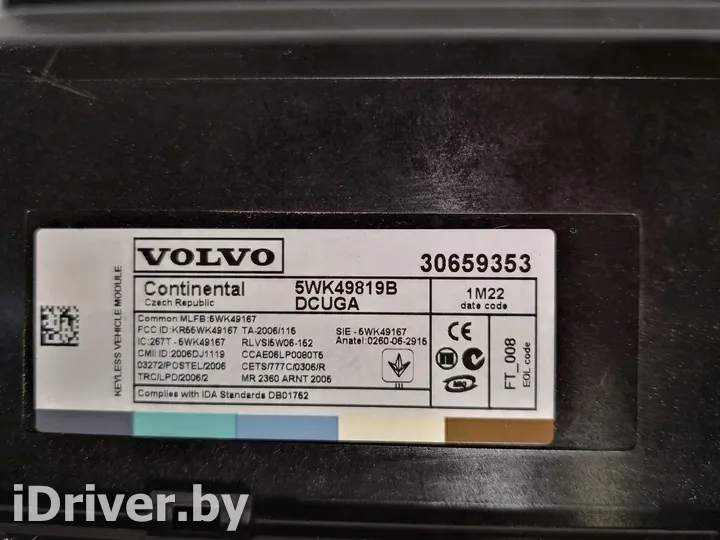 VOLVO
30659353
KEYLESS VEHICLE MODULE
Continental
Czech Republic
5WK49819B
DCUGA
1M22
date code
Common MLFB:5WK49167
FCC ID:KR55WK49167 TA-2006/115
SIE - 5WK49167
IC:267T - 5WK49167 RLVSI5W06-152
Anatel:0260-06-2915
CMII ID:2006DJ1119 CCAE06LP0080T5
03272/POSTEL/2006 CETS/777C/0306/R
TRC/LPD/2006/2 MR 2360 ARNT 2005
Complies with IDA Standards DB01752
CE
FT_008
EOL code
iDriver.by